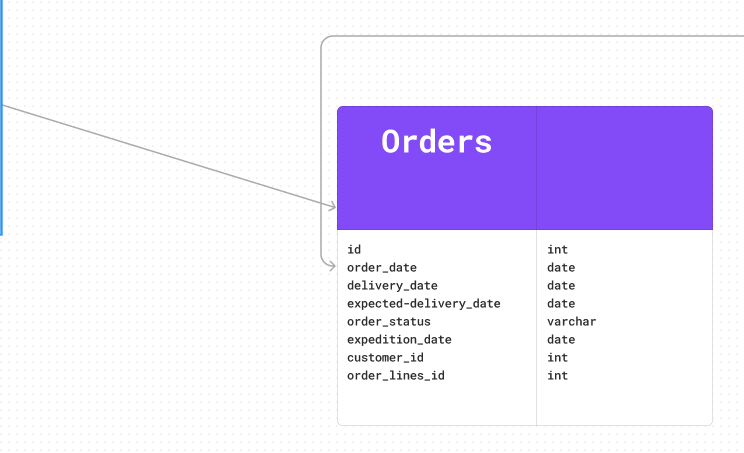 Orders
id int
order_date date
delivery_date date
expected-delivery_date date
order_status varchar
expedition_date date
customer_id int
order_lines_id int